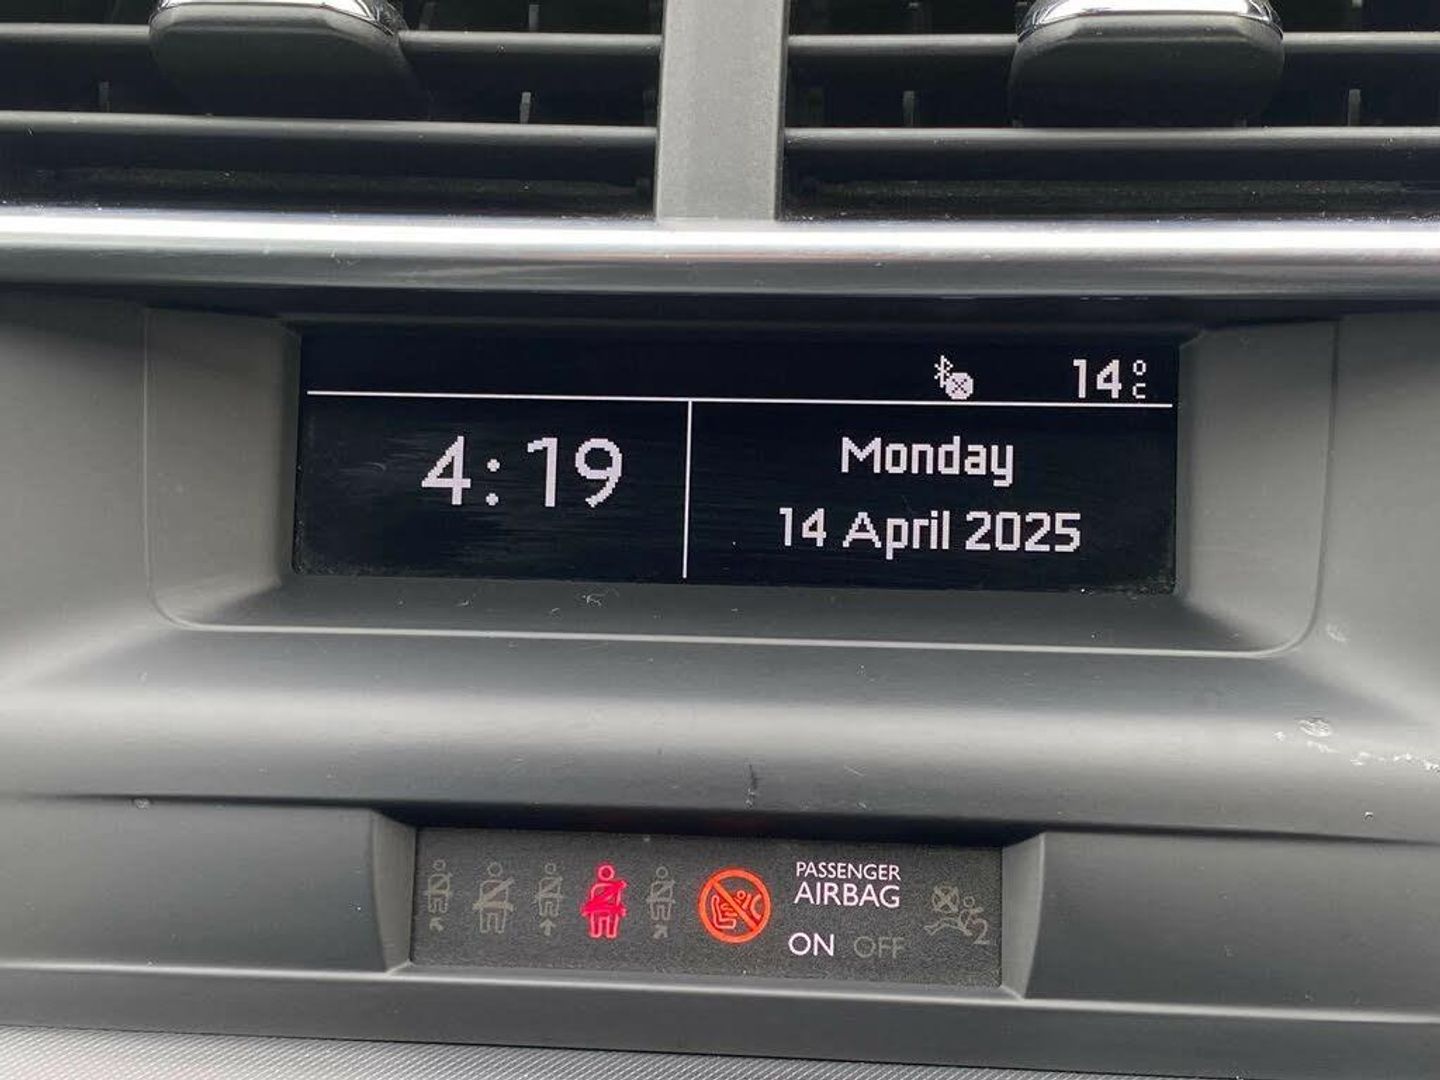 14°C
4:19
Monday
14 April 2025
PASSENGER
AIRBAG
ON OFF
2